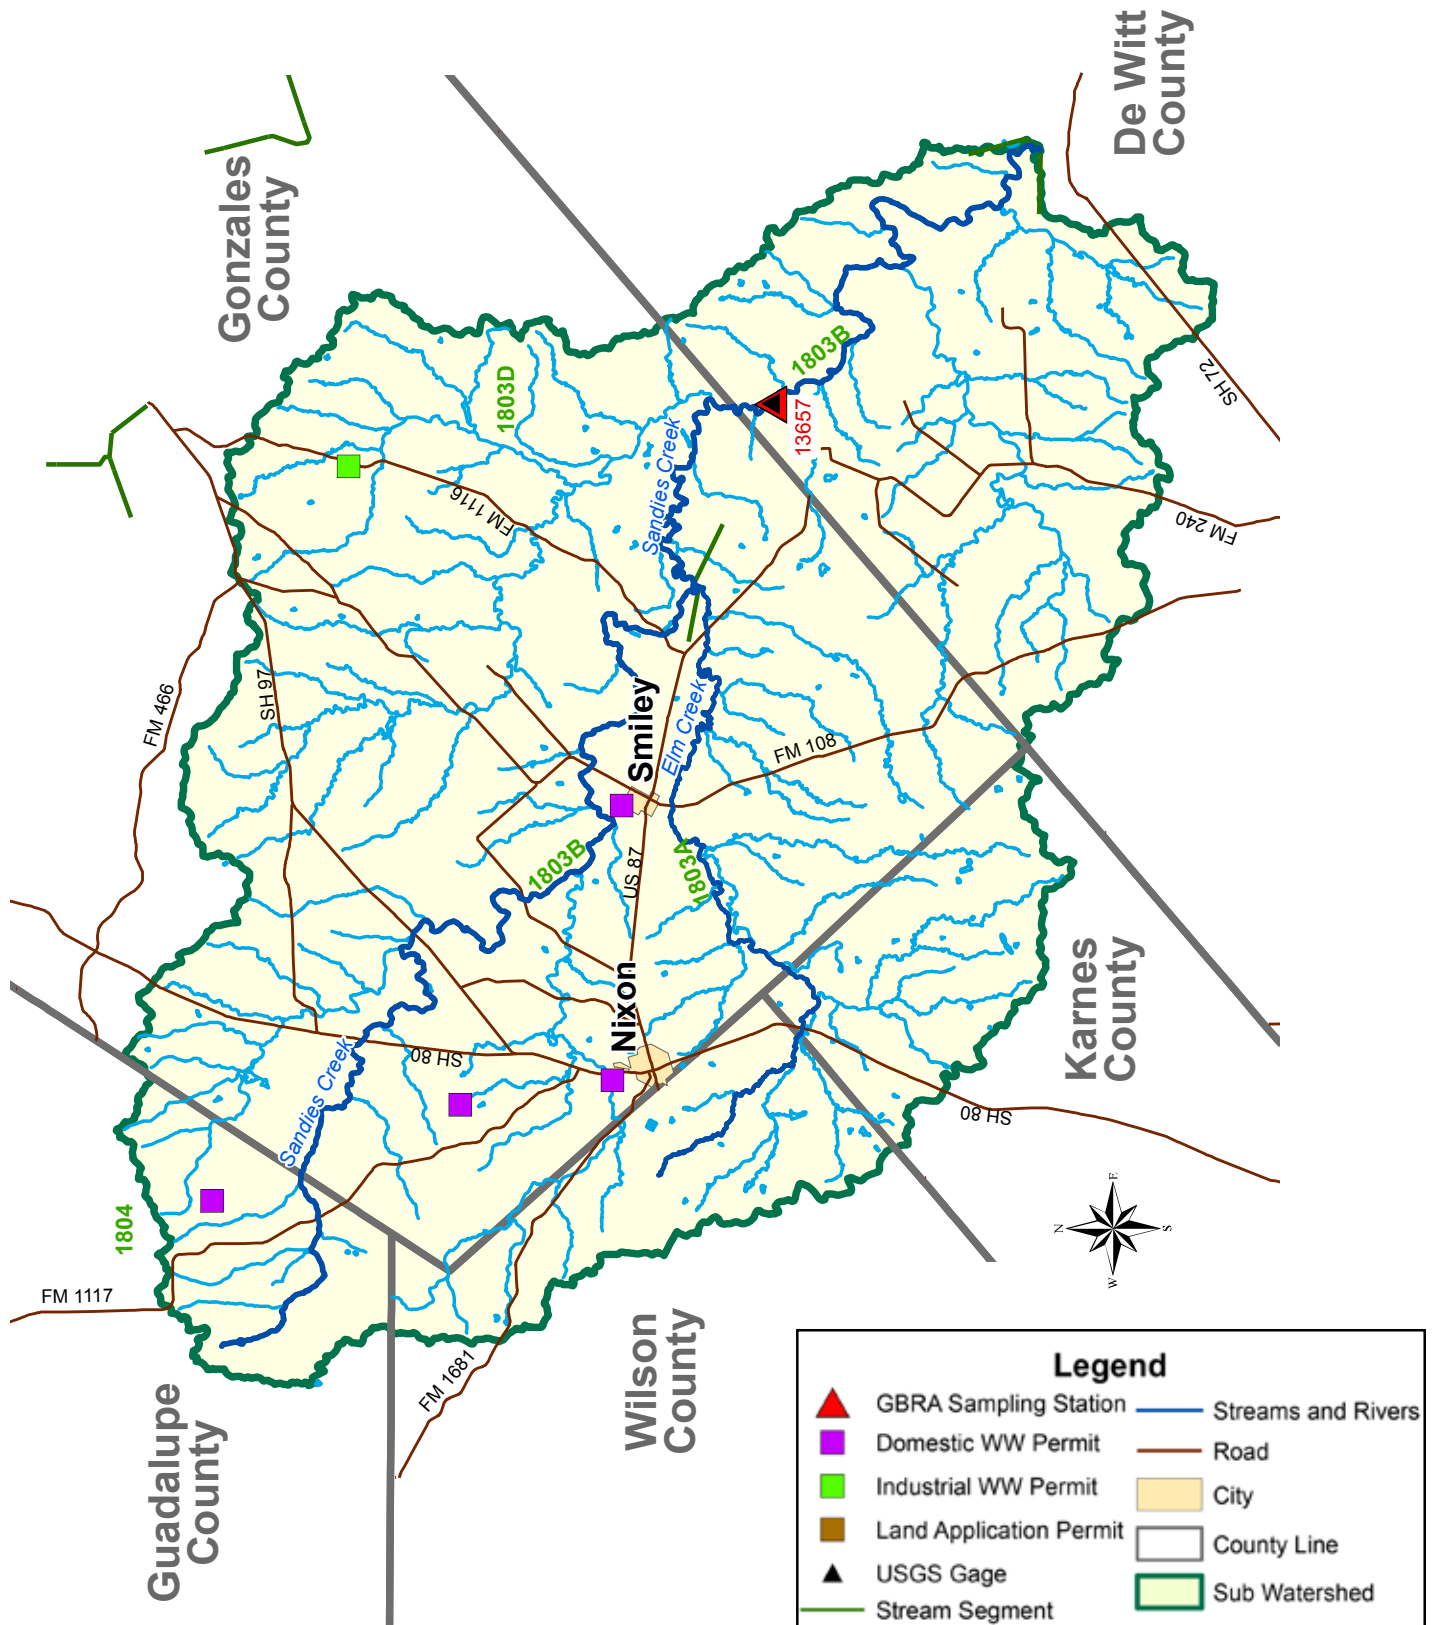 De Witt
County
Gonzales
County
1803B
SH 72
1803D
13657
Sandies Creek
FM 1116
FM 240
FM 466
SH 97
Smiley
Elm Creek
FM 108
1803B
US 87
1803A
Nixon
Karnes
County
SH 80
Sandies Creek
SH 80
1804
FM 1117
N
E
S
W
Wilson
County
FM 1681
Guadalupe
County
Legend
GBRA Sampling Station
Domestic WW Permit
Industrial WW Permit
Land Application Permit
USGS Gage
Stream Segment
Streams and Rivers
Road
City
County Line
Sub Watershed